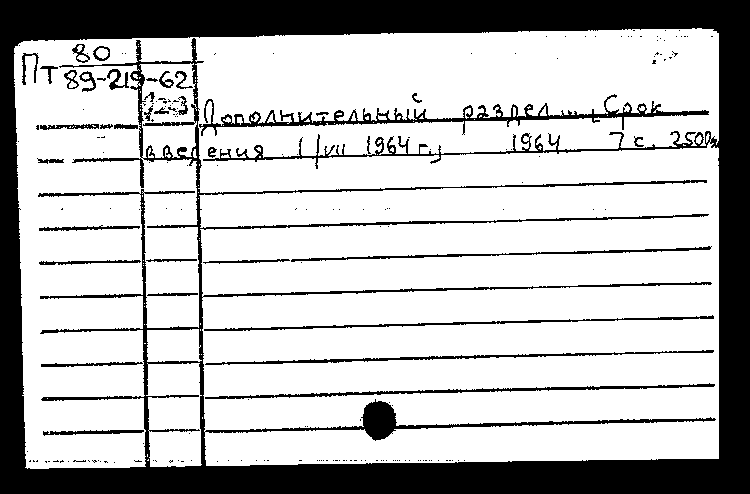 Пт 80
89-219-62
Дополнительный раздел ... Срок
введения 1/VII 1964 г., 1964 7 с. 2500